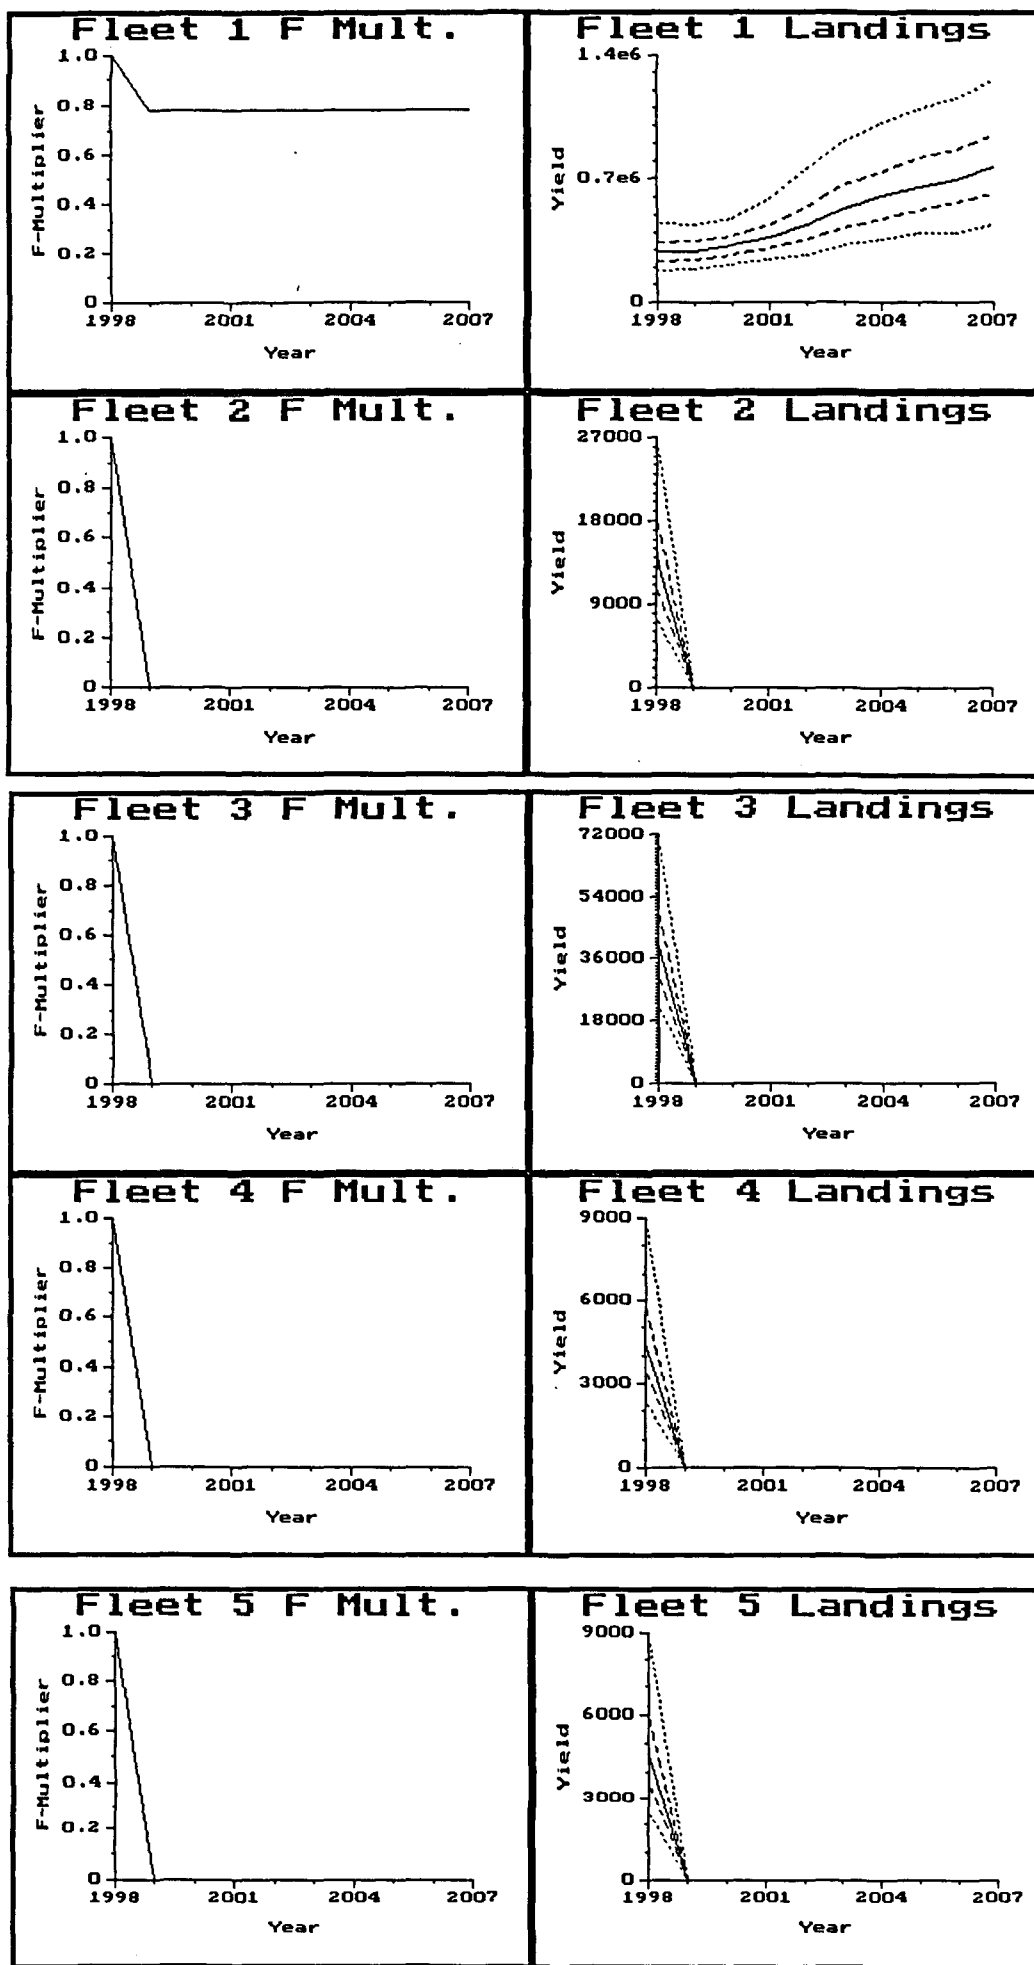 Fleet 1 F Mult.
F-Multiplier
1.0
0.8
0.6
0.4
0.2
0
1998 2001 2004 2007
Year
Fleet 1 Landings
Yield
1.4e6
0.7e6
0
1998 2001 2004 2007
Year
Fleet 2 F Mult.
F-Multiplier
1.0
0.8
0.6
0.4
0.2
0
1998 2001 2004 2007
Year
Fleet 2 Landings
Yield
27000
18000
9000
0
1998 2001 2004 2007
Year
Fleet 3 F Mult.
F-Multiplier
1.0
0.8
0.6
0.4
0.2
0
1998 2001 2004 2007
Year
Fleet 3 Landings
Yield
72000
54000
36000
18000
0
1998 2001 2004 2007
Year
Fleet 4 F Mult.
F-Multiplier
1.0
0.8
0.6
0.4
0.2
0
1998 2001 2004 2007
Year
Fleet 4 Landings
Yield
9000
6000
3000
0
1998 2001 2004 2007
Year
Fleet 5 F Mult.
F-Multiplier
1.0
0.8
0.6
0.4
0.2
0
1998 2001 2004 2007
Year
Fleet 5 Landings
Yield
9000
6000
3000
0
1998 2001 2004 2007
Year